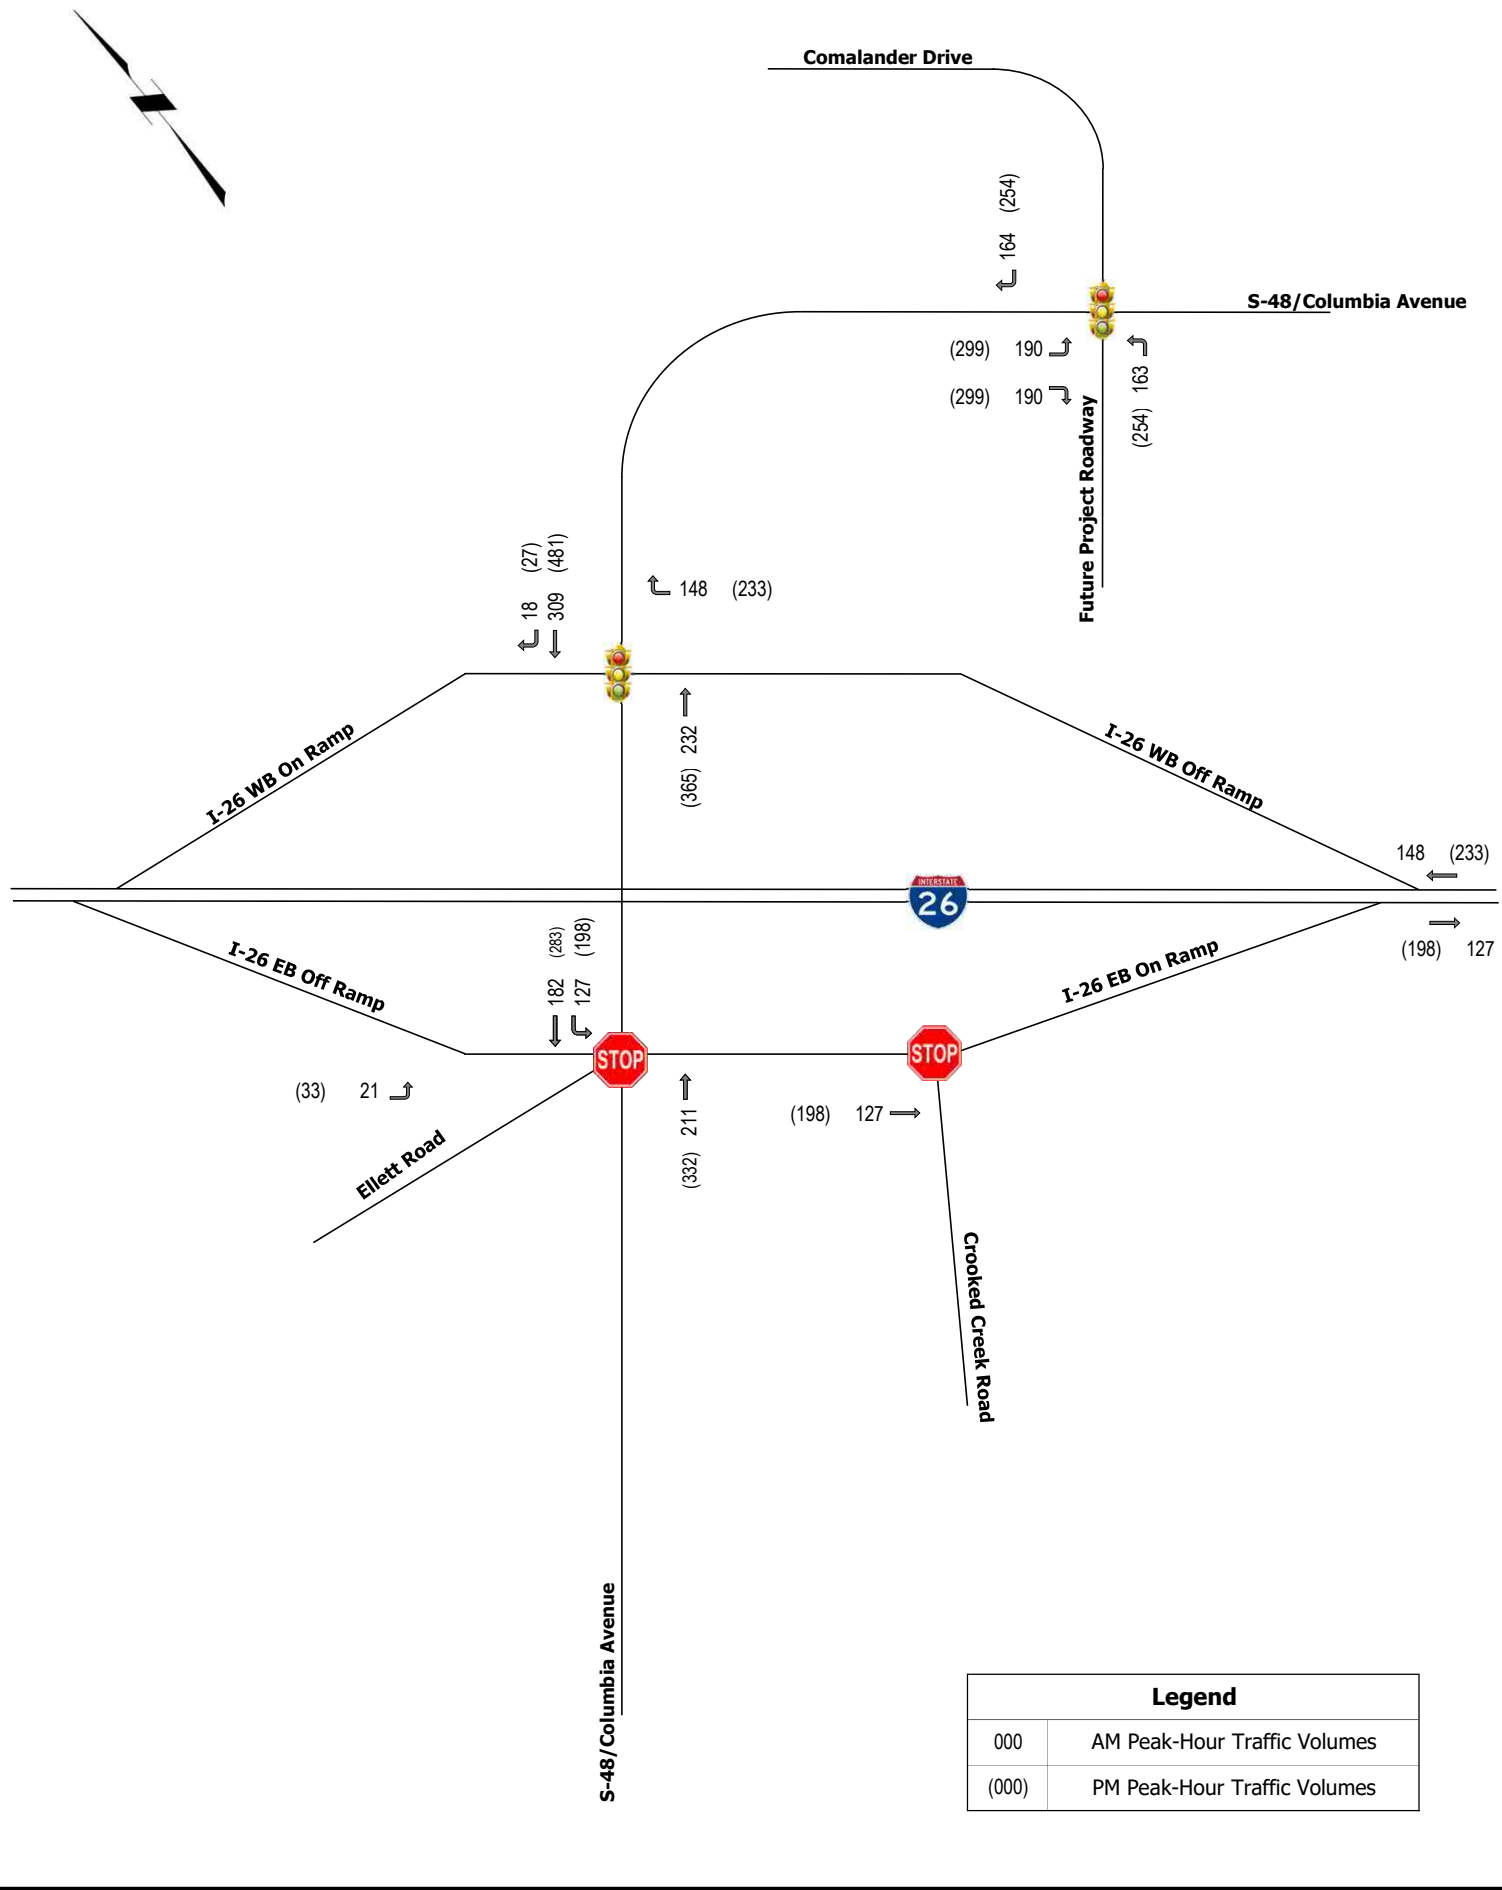 Comalander Drive
164 (254)
S-48/Columbia Avenue
(299) 190
(299) 190
(254) 163
Future Project Roadway
18 (27)
309 (481)
148 (233)
(365) 232
I-26 WB On Ramp
I-26 WB Off Ramp
148 (233)
INTERSTATE
26
(198) 127
182 (283)
127 (198)
I-26 EB Off Ramp
I-26 EB On Ramp
STOP
STOP
(33) 21
(332) 211
(198) 127
Ellett Road
Crooked Creek Road
S-48/Columbia Avenue
Legend
000 AM Peak-Hour Traffic Volumes
(000) PM Peak-Hour Traffic Volumes